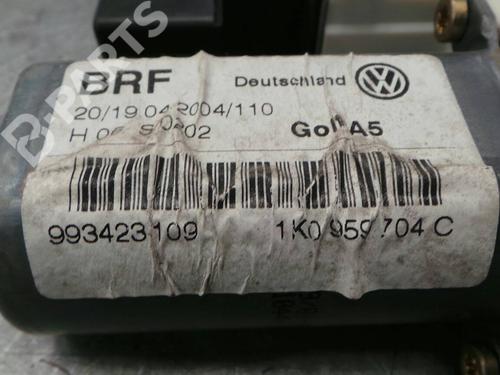 B-PARTS
BRF Deutschland
20/19.04.2004/110
Golf A5
993423109 1K0 959 704 C